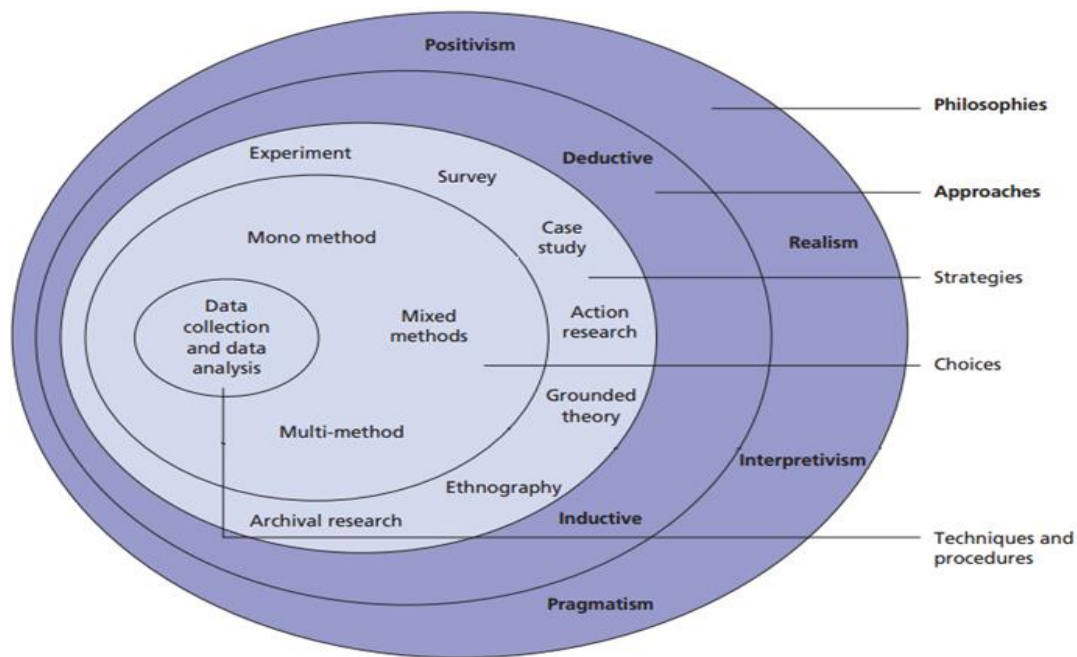 Positivism
Philosophies
Experiment
Deductive
Survey
Approaches
Case
study
Mono method
Realism
Strategies
Data
collection
and data
analysis
Mixed
methods
Action
research
Choices
Grounded
theory
Multi-method
Interpretivism
Ethnography
Archival research
Inductive
Techniques and
procedures
Pragmatism